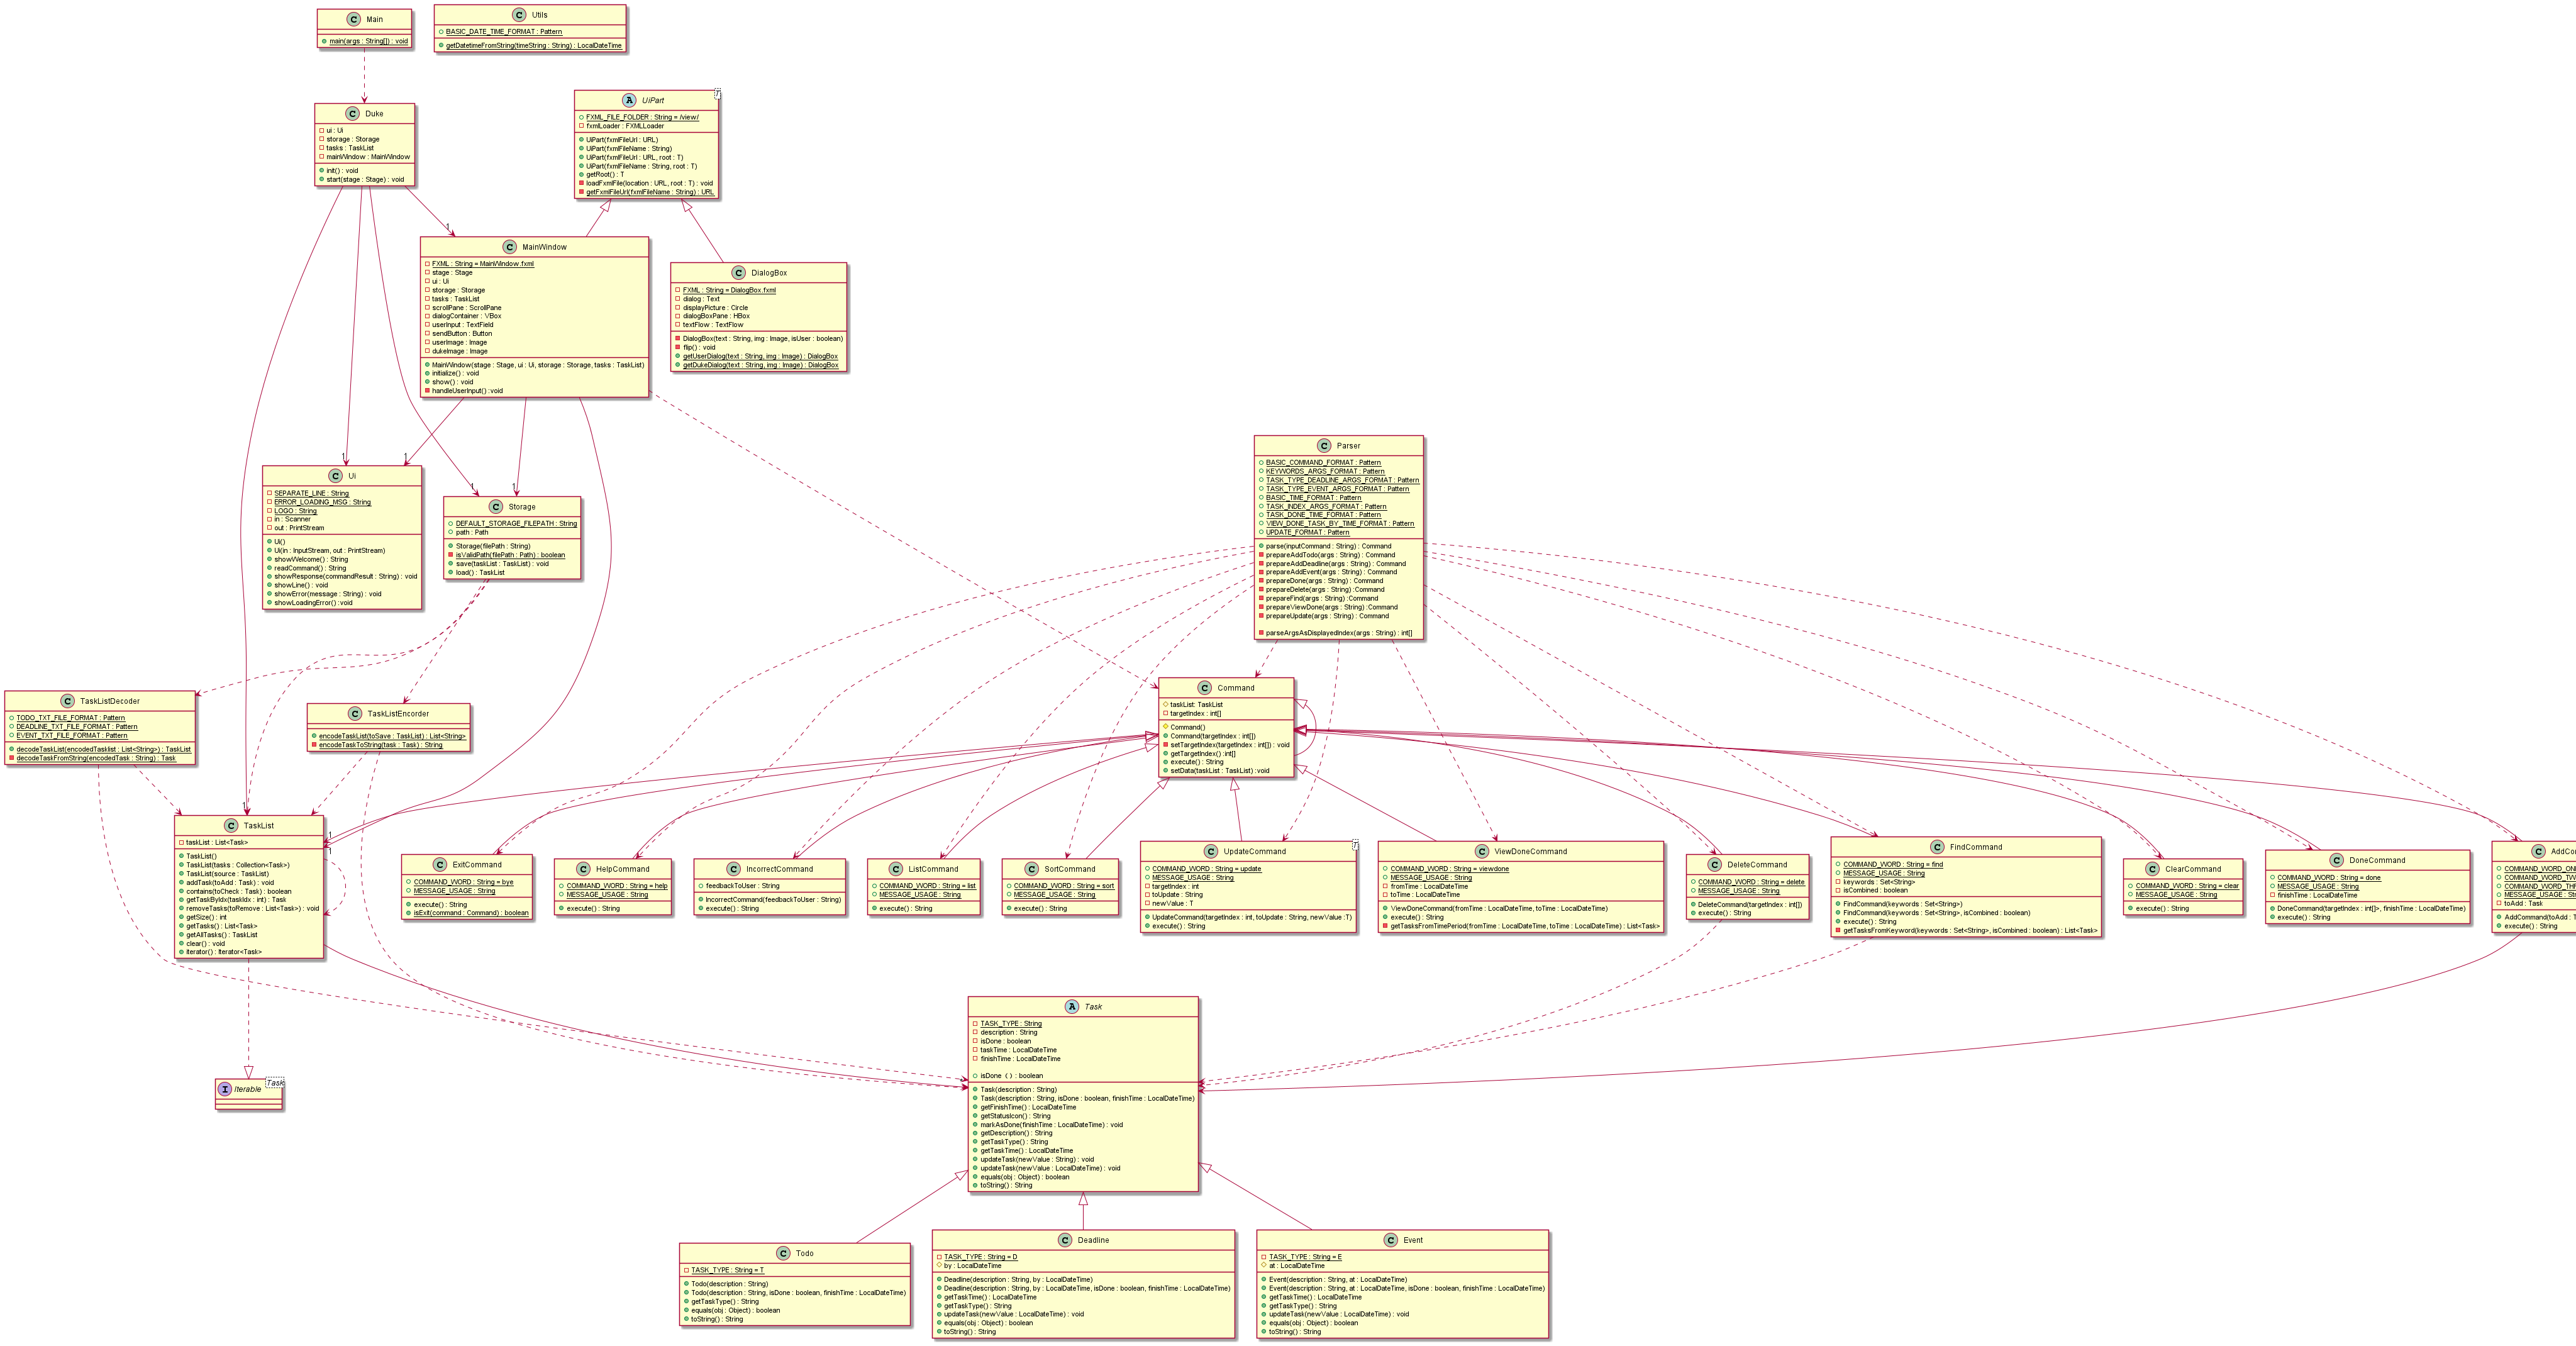 C Main
main(args : String[]) : void
C Utils
BASIC_DATE_TIME_FORMAT : Pattern
getDatetimeFromString(timeString : String) : LocalDateTime
C Duke
ui : Ui
storage : Storage
tasks : TaskList
mainWindow : MainWindow
init() : void
start(stage : Stage) : void
A UiPart
T
FXML_FILE_FOLDER : String = /view/
fxmlLoader : FXMLLoader
UiPart(fxmlFileUrl : URL)
UiPart(fxmlFileName : String)
UiPart(fxmlFileUrl : URL, root : T)
UiPart(fxmlFileName : String, root : T)
getRoot() : T
loadFxmlFile(location : URL, root : T) : void
getFxmlFileUrl(fxmlFileName : String) : URL
1
C MainWindow
FXML : String = MainWindow.fxml
stage : Stage
ui : Ui
storage : Storage
tasks : TaskList
scrollPane : ScrollPane
dialogContainer : VBox
userInput : TextField
sendButton : Button
userImage : Image
dukeImage : Image
MainWindow(stage : Stage, ui : Ui, storage : Storage, tasks : TaskList)
initialize() : void
show() : void
handleUserInput() :void
C DialogBox
FXML : String = DialogBox.fxml
dialog : Text
displayPicture : Circle
dialogBoxPane : HBox
textFlow : TextFlow
DialogBox(text : String, img : Image, isUser : boolean)
flip() : void
getUserDialog(text : String, img : Image) : DialogBox
getDukeDialog(text : String, img : Image) : DialogBox
1
1
1
1
C Ui
SEPARATE_LINE : String
ERROR_LOADING_MSG : String
LOGO : String
in : Scanner
out : PrintStream
Ui()
Ui(in : InputStream, out : PrintStream)
showWelcome() : String
readCommand() : String
showResponse(commandResult : String) : void
showLine() : void
showError(message : String) : void
showLoadingError() :void
C Storage
DEFAULT_STORAGE_FILEPATH : String
path : Path
Storage(filePath : String)
isValidPath(filePath : Path) : boolean
save(taskList : TaskList) : void
load() : TaskList
C Parser
BASIC_COMMAND_FORMAT : Pattern
KEYWORDS_ARGS_FORMAT : Pattern
TASK_TYPE_DEADLINE_ARGS_FORMAT : Pattern
TASK_TYPE_EVENT_ARGS_FORMAT : Pattern
BASIC_TIME_FORMAT : Pattern
TASK_INDEX_ARGS_FORMAT : Pattern
TASK_DONE_TIME_FORMAT : Pattern
VIEW_DONE_TASK_BY_TIME_FORMAT : Pattern
UPDATE_FORMAT : Pattern
parse(inputCommand : String) : Command
prepareAddTodo(args : String) : Command
prepareAddDeadline(args : String) : Command
prepareAddEvent(args : String) : Command
prepareDone(args : String) : Command
prepareDelete(args : String) :Command
prepareFind(args : String) :Command
prepareViewDone(args : String) :Command
prepareUpdate(args : String) : Command
parseArgsAsDisplayedIndex(args : String) : int[]
C TaskListDecoder
TODO_TXT_FILE_FORMAT : Pattern
DEADLINE_TXT_FILE_FORMAT : Pattern
EVENT_TXT_FILE_FORMAT : Pattern
decodeTaskList(encodedTasklist : List<String>) : TaskList
decodeTaskFromString(encodedTask : String) : Task
C TaskListEncorder
encodeTaskList(toSave : TaskList) : List<String>
encodeTaskToString(task : Task) : String
C Command
taskList: TaskList
targetIndex : int[]
Command()
Command(targetIndex : int[])
setTargetIndex(targetIndex : int[]) : void
getTargetIndex() :int[]
execute() : String
setData(taskList : TaskList) :void
1
1
1
C TaskList
taskList : List<Task>
TaskList()
TaskList(tasks : Collection<Task>)
TaskList(source : TaskList)
addTask(toAdd : Task) : void
contains(toCheck : Task) : boolean
getTaskByIdx(taskIdx : int) : Task
removeTasks(toRemove : List<Task>) : void
getSize() : int
getTasks() : List<Task>
getAllTasks() : TaskList
clear() : void
iterator() : Iterator<Task>
C ExitCommand
COMMAND_WORD : String = bye
MESSAGE_USAGE : String
execute() : String
isExit(command : Command) : boolean
C HelpCommand
COMMAND_WORD : String = help
MESSAGE_USAGE : String
execute() : String
C IncorrectCommand
feedbackToUser : String
IncorrectCommand(feedbackToUser : String)
execute() : String
C ListCommand
COMMAND_WORD : String = list
MESSAGE_USAGE : String
execute() : String
C SortCommand
COMMAND_WORD : String = sort
MESSAGE_USAGE : String
execute() : String
C UpdateCommand
T
COMMAND_WORD : String = update
MESSAGE_USAGE : String
targetIndex : int
toUpdate : String
newValue : T
UpdateCommand(targetIndex : int, toUpdate : String, newValue :T)
execute() : String
C ViewDoneCommand
COMMAND_WORD : String = viewdone
MESSAGE_USAGE : String
fromTime : LocalDateTime
toTime : LocalDateTime
ViewDoneCommand(fromTime : LocalDateTime, toTime : LocalDateTime)
execute() : String
getTasksFromTimePeriod(fromTime : LocalDateTime, toTime : LocalDateTime) : List<Task>
C DeleteCommand
COMMAND_WORD : String = delete
MESSAGE_USAGE : String
DeleteCommand(targetIndex : int[])
execute() : String
C FindCommand
COMMAND_WORD : String = find
MESSAGE_USAGE : String
keywords : Set<String>
isCombined : boolean
FindCommand(keywords : Set<String>)
FindCommand(keywords : Set<String>, isCombined : boolean)
execute() : String
getTasksFromKeyword(keywords : Set<String>, isCombined : boolean) : List<Task>
C ClearCommand
COMMAND_WORD : String = clear
MESSAGE_USAGE : String
execute() : String
C DoneCommand
COMMAND_WORD : String = done
MESSAGE_USAGE : String
finishTime : LocalDateTime
DoneCommand(targetIndex : int[]>, finishTime : LocalDateTime)
execute() : String
C AddCo
COMMAND_WORD_ON
COMMAND_WORD_TW
COMMAND_WORD_THR
MESSAGE_USAGE : S
toAdd : Task
AddCommand(toAdd : T
execute() : String
A Task
TASK_TYPE : String
description : String
isDone : boolean
taskTime : LocalDateTime
finishTime : LocalDateTime
isDone () : boolean
Task(description : String)
Task(description : String, isDone : boolean, finishTime : LocalDateTime)
getFinishTime() : LocalDateTime
getStatusIcon() : String
markAsDone(finishTime : LocalDateTime) : void
getDescription() : String
getTaskType() : String
getTaskTime() : LocalDateTime
updateTask(newValue : String) : void
updateTask(newValue : LocalDateTime) : void
equals(obj : Object) : boolean
toString() : String
I Iterable
Task
C Todo
TASK_TYPE : String = T
Todo(description : String)
Todo(description : String, isDone : boolean, finishTime : LocalDateTime)
getTaskType() : String
equals(obj : Object) : boolean
toString() : String
C Deadline
TASK_TYPE : String = D
by : LocalDateTime
Deadline(description : String, by : LocalDateTime)
Deadline(description : String, by : LocalDateTime, isDone : boolean, finishTime : LocalDateTime)
getTaskTime() : LocalDateTime
getTaskType() : String
updateTask(newValue : LocalDateTime) : void
equals(obj : Object) : boolean
toString() : String
C Event
TASK_TYPE : String = E
at : LocalDateTime
Event(description : String, at : LocalDateTime)
Event(description : String, at : LocalDateTime, isDone : boolean, finishTime : LocalDateTime)
getTaskTime() : LocalDateTime
getTaskType() : String
updateTask(newValue : LocalDateTime) : void
equals(obj : Object) : boolean
toString() : String